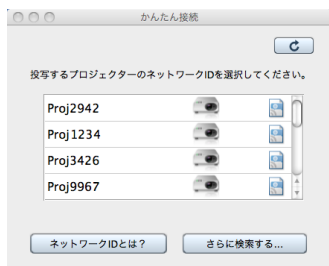 かんたん接続
投写するプロジェクターのネットワークIDを選択してください。
Proj2942
Proj1234
Proj3426
Proj9967
ネットワークIDとは？
さらに検索する...